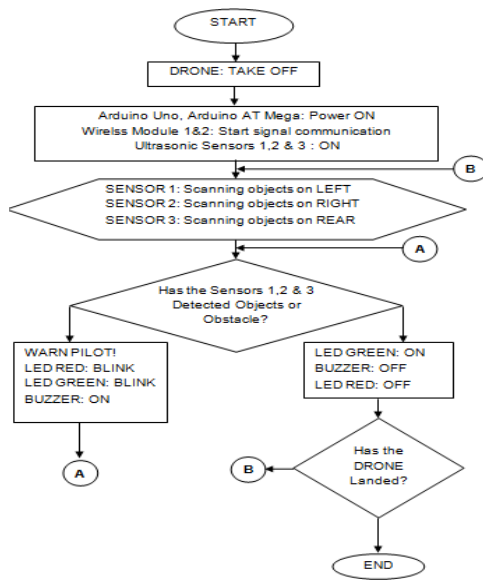 START
DRONE: TAKE OFF
Arduino Uno, Arduino AT Mega: Power ON
Wirelss Module 1&2: Start signal communication
Ultrasonic Sensors 1,2 & 3 : ON
B
SENSOR 1: Scanning objects on LEFT
SENSOR 2: Scanning objects on RIGHT
SENSOR 3: Scanning objects on REAR
A
Has the Sensors 1,2 & 3
Detected Objects or
Obstacle?
WARN PILOT!
LED RED: BLINK
LED GREEN: BLINK
BUZZER: ON
LED GREEN: ON
BUZZER: OFF
LED RED: OFF
A
B
Has the
DRONE
Landed?
END